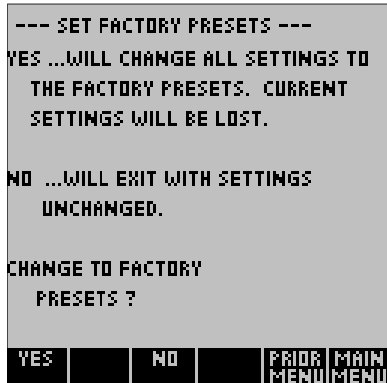 --- SET FACTORY PRESETS ---
YES ...WILL CHANGE ALL SETTINGS TO
THE FACTORY PRESETS. CURRENT
SETTINGS WILL BE LOST.
NO ...WILL EXIT WITH SETTINGS
UNCHANGED.
CHANGE TO FACTORY
PRESETS ?
YES NO PRIOR MENU MAIN MENU